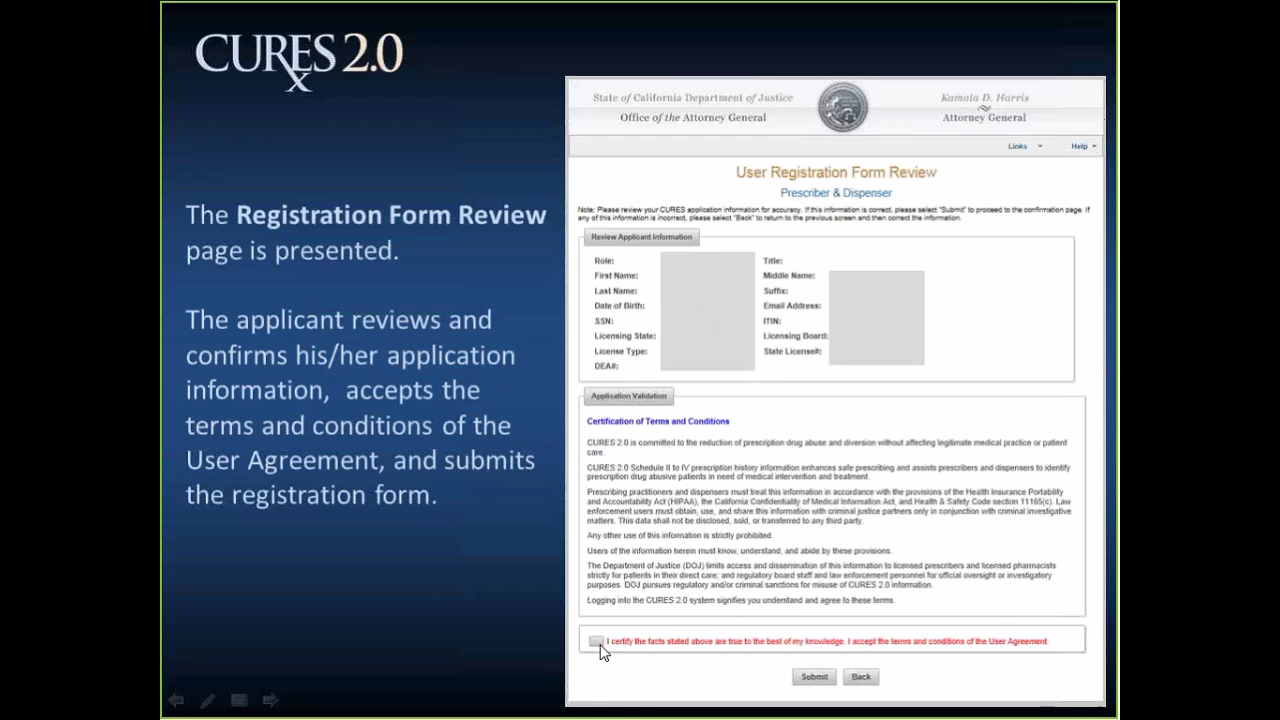 CURES 2.0
The Registration Form Review
page is presented.
The applicant reviews and
confirms his/her application
information, accepts the
terms and conditions of the
User Agreement, and submits
the registration form.
State of California Department of Justice
Office of the Attorney General
Kamala D. Harris
Attorney General
Links
Help
User Registration Form Review
Prescriber & Dispenser
Note: Please review your CURES application information for accuracy. If this information is correct, please select "Submit" to proceed to the confirmation page. If
any of this information is incorrect, please select "Back" to return to the previous screen and then correct the information.
Review Applicant Information
Role: Title:
First Name: Middle Name:
Last Name: Suffix:
Date of Birth: Email Address:
SSN: ITIN:
Licensing State: Licensing Board:
License Type: State License#:
DEA#:
Application Validation
Certification of Terms and Conditions
CURES 2.0 is committed to the reduction of prescription drug abuse and diversion without affecting legitimate medical practice or patient
care.
CURES 2.0 Schedule II to IV prescription history information enhances safe prescribing and assists prescribers and dispensers to identify
prescription drug abusive patients in need of medical intervention and treatment.
Prescribing practitioners and dispensers must treat this information in accordance with the provisions of the Health Insurance Portability
and Accountability Act (HIPAA), the California Confidentiality of Medical Information Act, and Health & Safety Code section 11165(c). Law
enforcement users must obtain, use, and share this information with criminal justice partners only in conjunction with criminal investigative
matters. This data shall not be disclosed, sold, or transferred to any third party.
Any other use of this information is strictly prohibited.
Users of the information herein must know, understand, and abide by these provisions.
The Department of Justice (DOJ) limits access and dissemination of this information to licensed prescribers and licensed pharmacists
strictly for patients in their direct care; and regulatory board staff and law enforcement personnel for official oversight or investigatory
purposes. DOJ pursues regulatory and/or criminal sanctions for misuse of CURES 2.0 information.
Logging into the CURES 2.0 system signifies you understand and agree to these terms.
I certify the facts stated above are true to the best of my knowledge. I accept the terms and conditions of the User Agreement
Submit Back